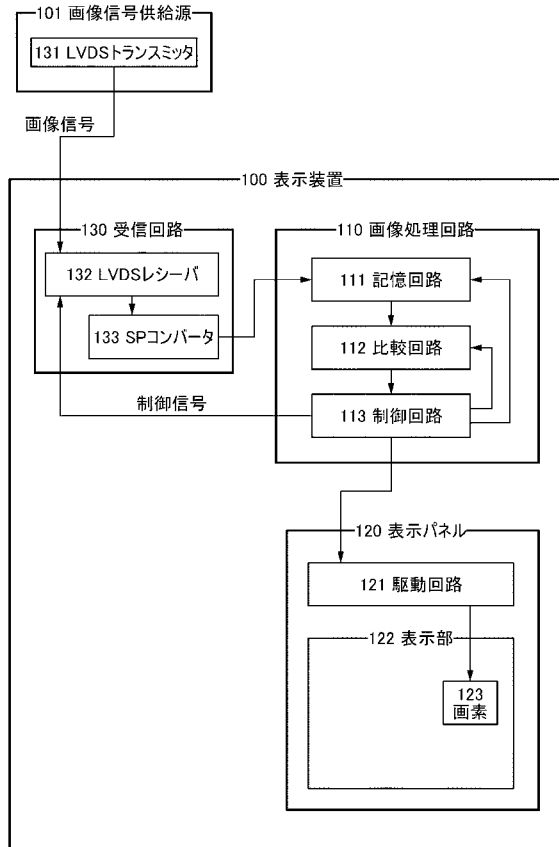 101 画像信号供給源
131 LVDSトランスミッタ
画像信号
100 表示装置
130 受信回路
132 LVDSレシーバ
133 SPコンバータ
110 画像処理回路
111 記憶回路
112 比較回路
113 制御回路
制御信号
120 表示パネル
121 駆動回路
122 表示部
123
画素